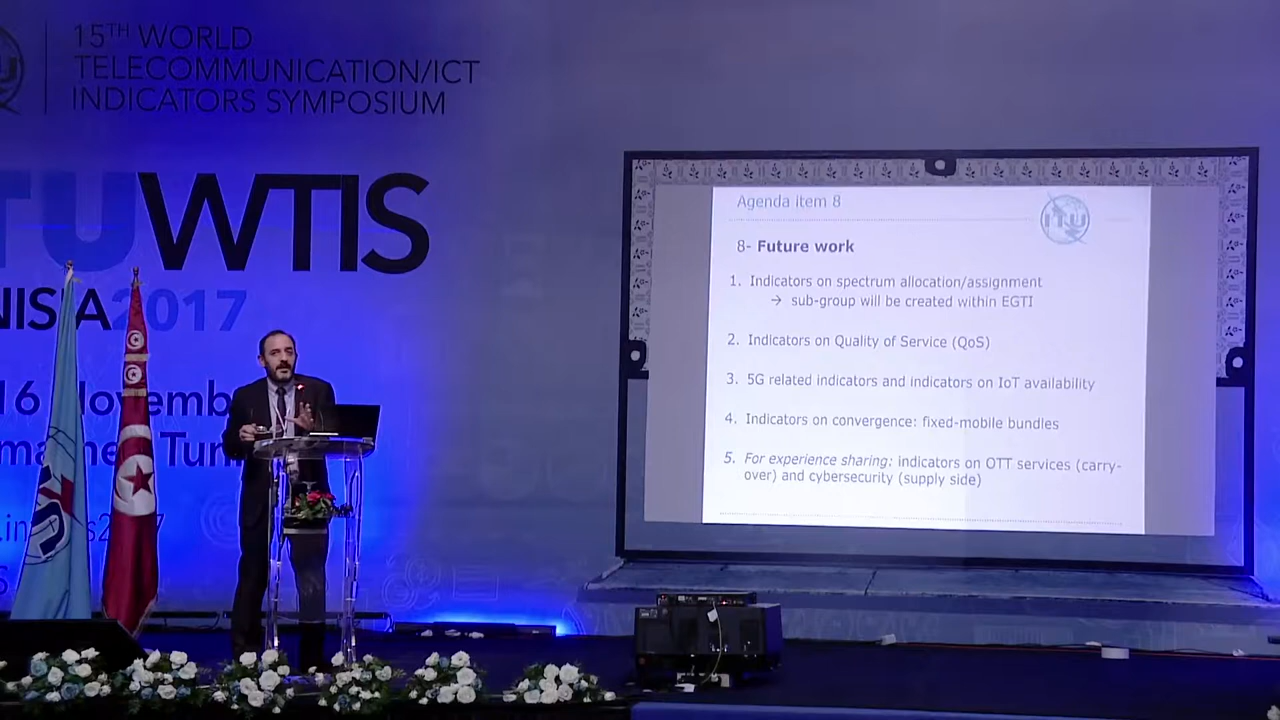 15TH WORLD
TELECOMMUNICATION/ICT
INDICATORS SYMPOSIUM
TUWTIS
2017
16
Agenda item 8
ITU
8- Future work
1. Indicators on spectrum allocation/assignment
→ sub-group will be created within EGTI
2. Indicators on Quality of Service (QoS)
3. 5G related indicators and indicators on IoT availability
4. Indicators on convergence: fixed-mobile bundles
5. For experience sharing: indicators on OTT services (carry-
over) and cybersecurity (supply side)